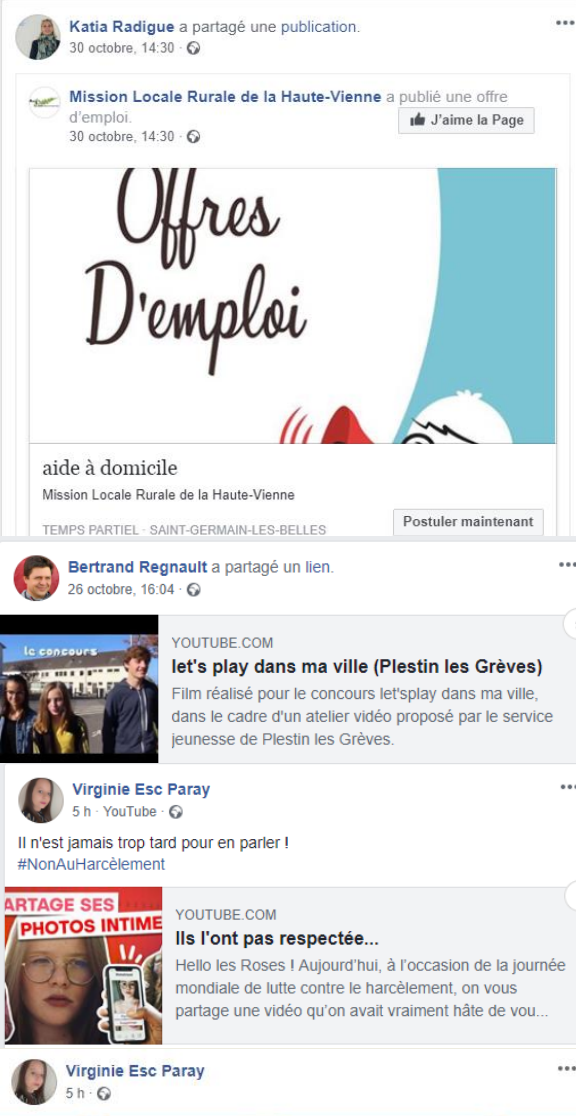 Katia Radigue a partagé une publication.
30 octobre, 14:30 ·
Mission Locale Rurale de la Haute-Vienne a publié une offre
d'emploi.
J'aime la Page
30 octobre, 14:30 ·
Offres
D'emploi
aide à domicile
Mission Locale Rurale de la Haute-Vienne
Postuler maintenant
TEMPS PARTIEL · SAINT-GERMAIN-LES-BELLES
Bertrand Regnault a partagé un lien.
26 octobre, 16:04 ·
le concours
YOUTUBE.COM
let's play dans ma ville (Plestin les Grèves)
Film réalisé pour le concours let'splay dans ma ville,
dans le cadre d'un atelier vidéo proposé par le service
jeunesse de Plestin les Grèves.
Virginie Esc Paray
5 h · YouTube ·
Il n'est jamais trop tard pour en parler !
#NonAuHarcèlement
ARTAGE SES
PHOTOS INTIME
YOUTUBE.COM
Ils l'ont pas respectée...
Hello les Roses ! Aujourd'hui, à l'occasion de la journée
mondiale de lutte contre le harcèlement, on vous
partage une vidéo qu'on avait vraiment hâte de vou...
Virginie Esc Paray
5 h ·